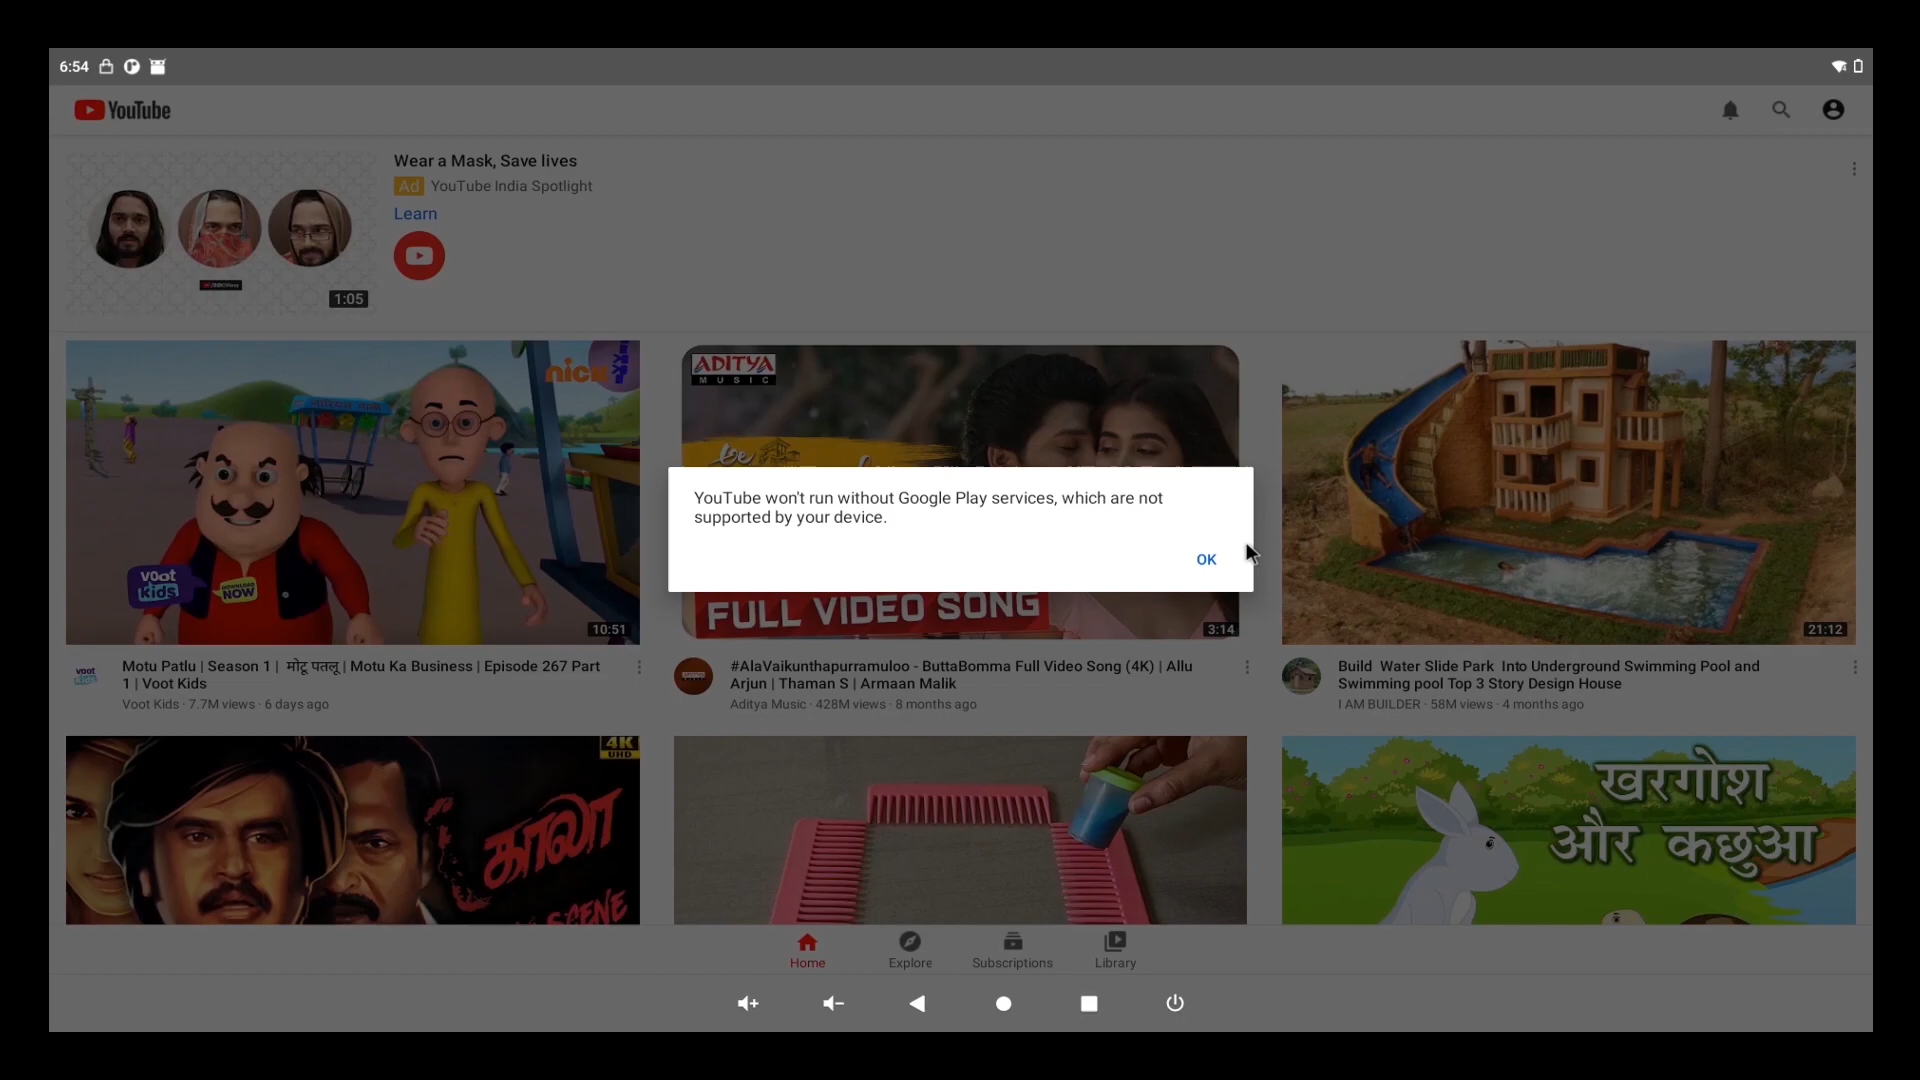 6:54
YouTube
Wear a Mask, Save lives
Ad YouTube India Spotlight
Learn
1:05
nick
voot
kids
DOWNLOAD
NOW
10:51
ADITYA
MUSIC
FULL VIDEO SONG
3:14
21:12
YouTube won't run without Google Play services, which are not
supported by your device.
OK
voot
kids
Motu Patlu | Season 1 | मोटू पतलू | Motu Ka Business | Episode 267 Part
1 | Voot Kids
Voot Kids · 7.7M views · 6 days ago
#AlaVaikunthapurramuloo - ButtaBomma Full Video Song (4K) | Allu
Arjun | Thaman S | Armaan Malik
Aditya Music · 428M views · 8 months ago
Build Water Slide Park Into Underground Swimming Pool and
Swimming pool Top 3 Story Design House
I AM BUILDER · 58M views · 4 months ago
4K
UHD
காலா
SCENE
खरगोश
और कछुआ
Home
Explore
Subscriptions
Library